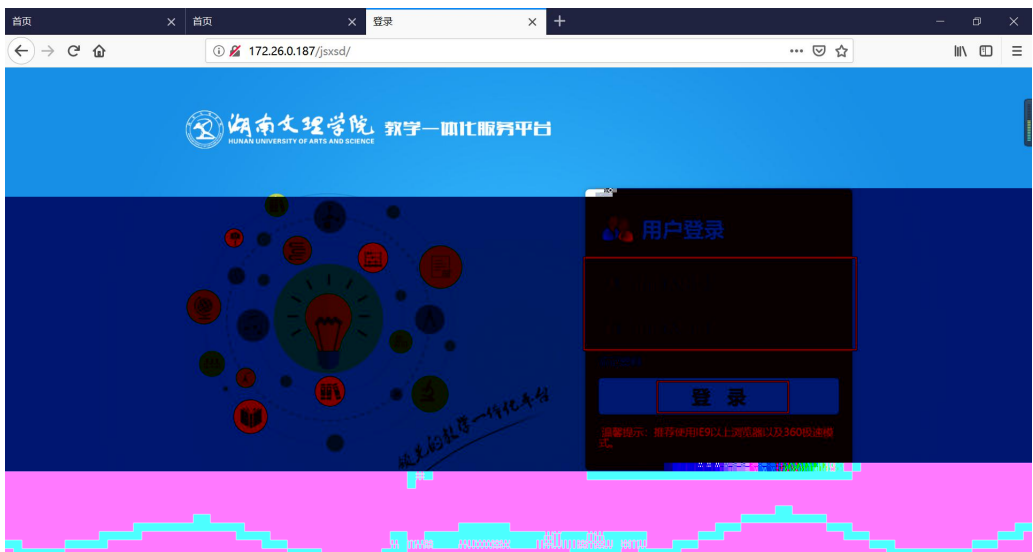 首页
首页
登录
172.26.0.187/jsxsd/
湖南文理学院 教学一体化服务平台
HUNAN UNIVERSITY OF ARTS AND SCIENCE
用户登录
登 录
温馨提示：推荐使用IE9以上浏览器以及360极速模
式。